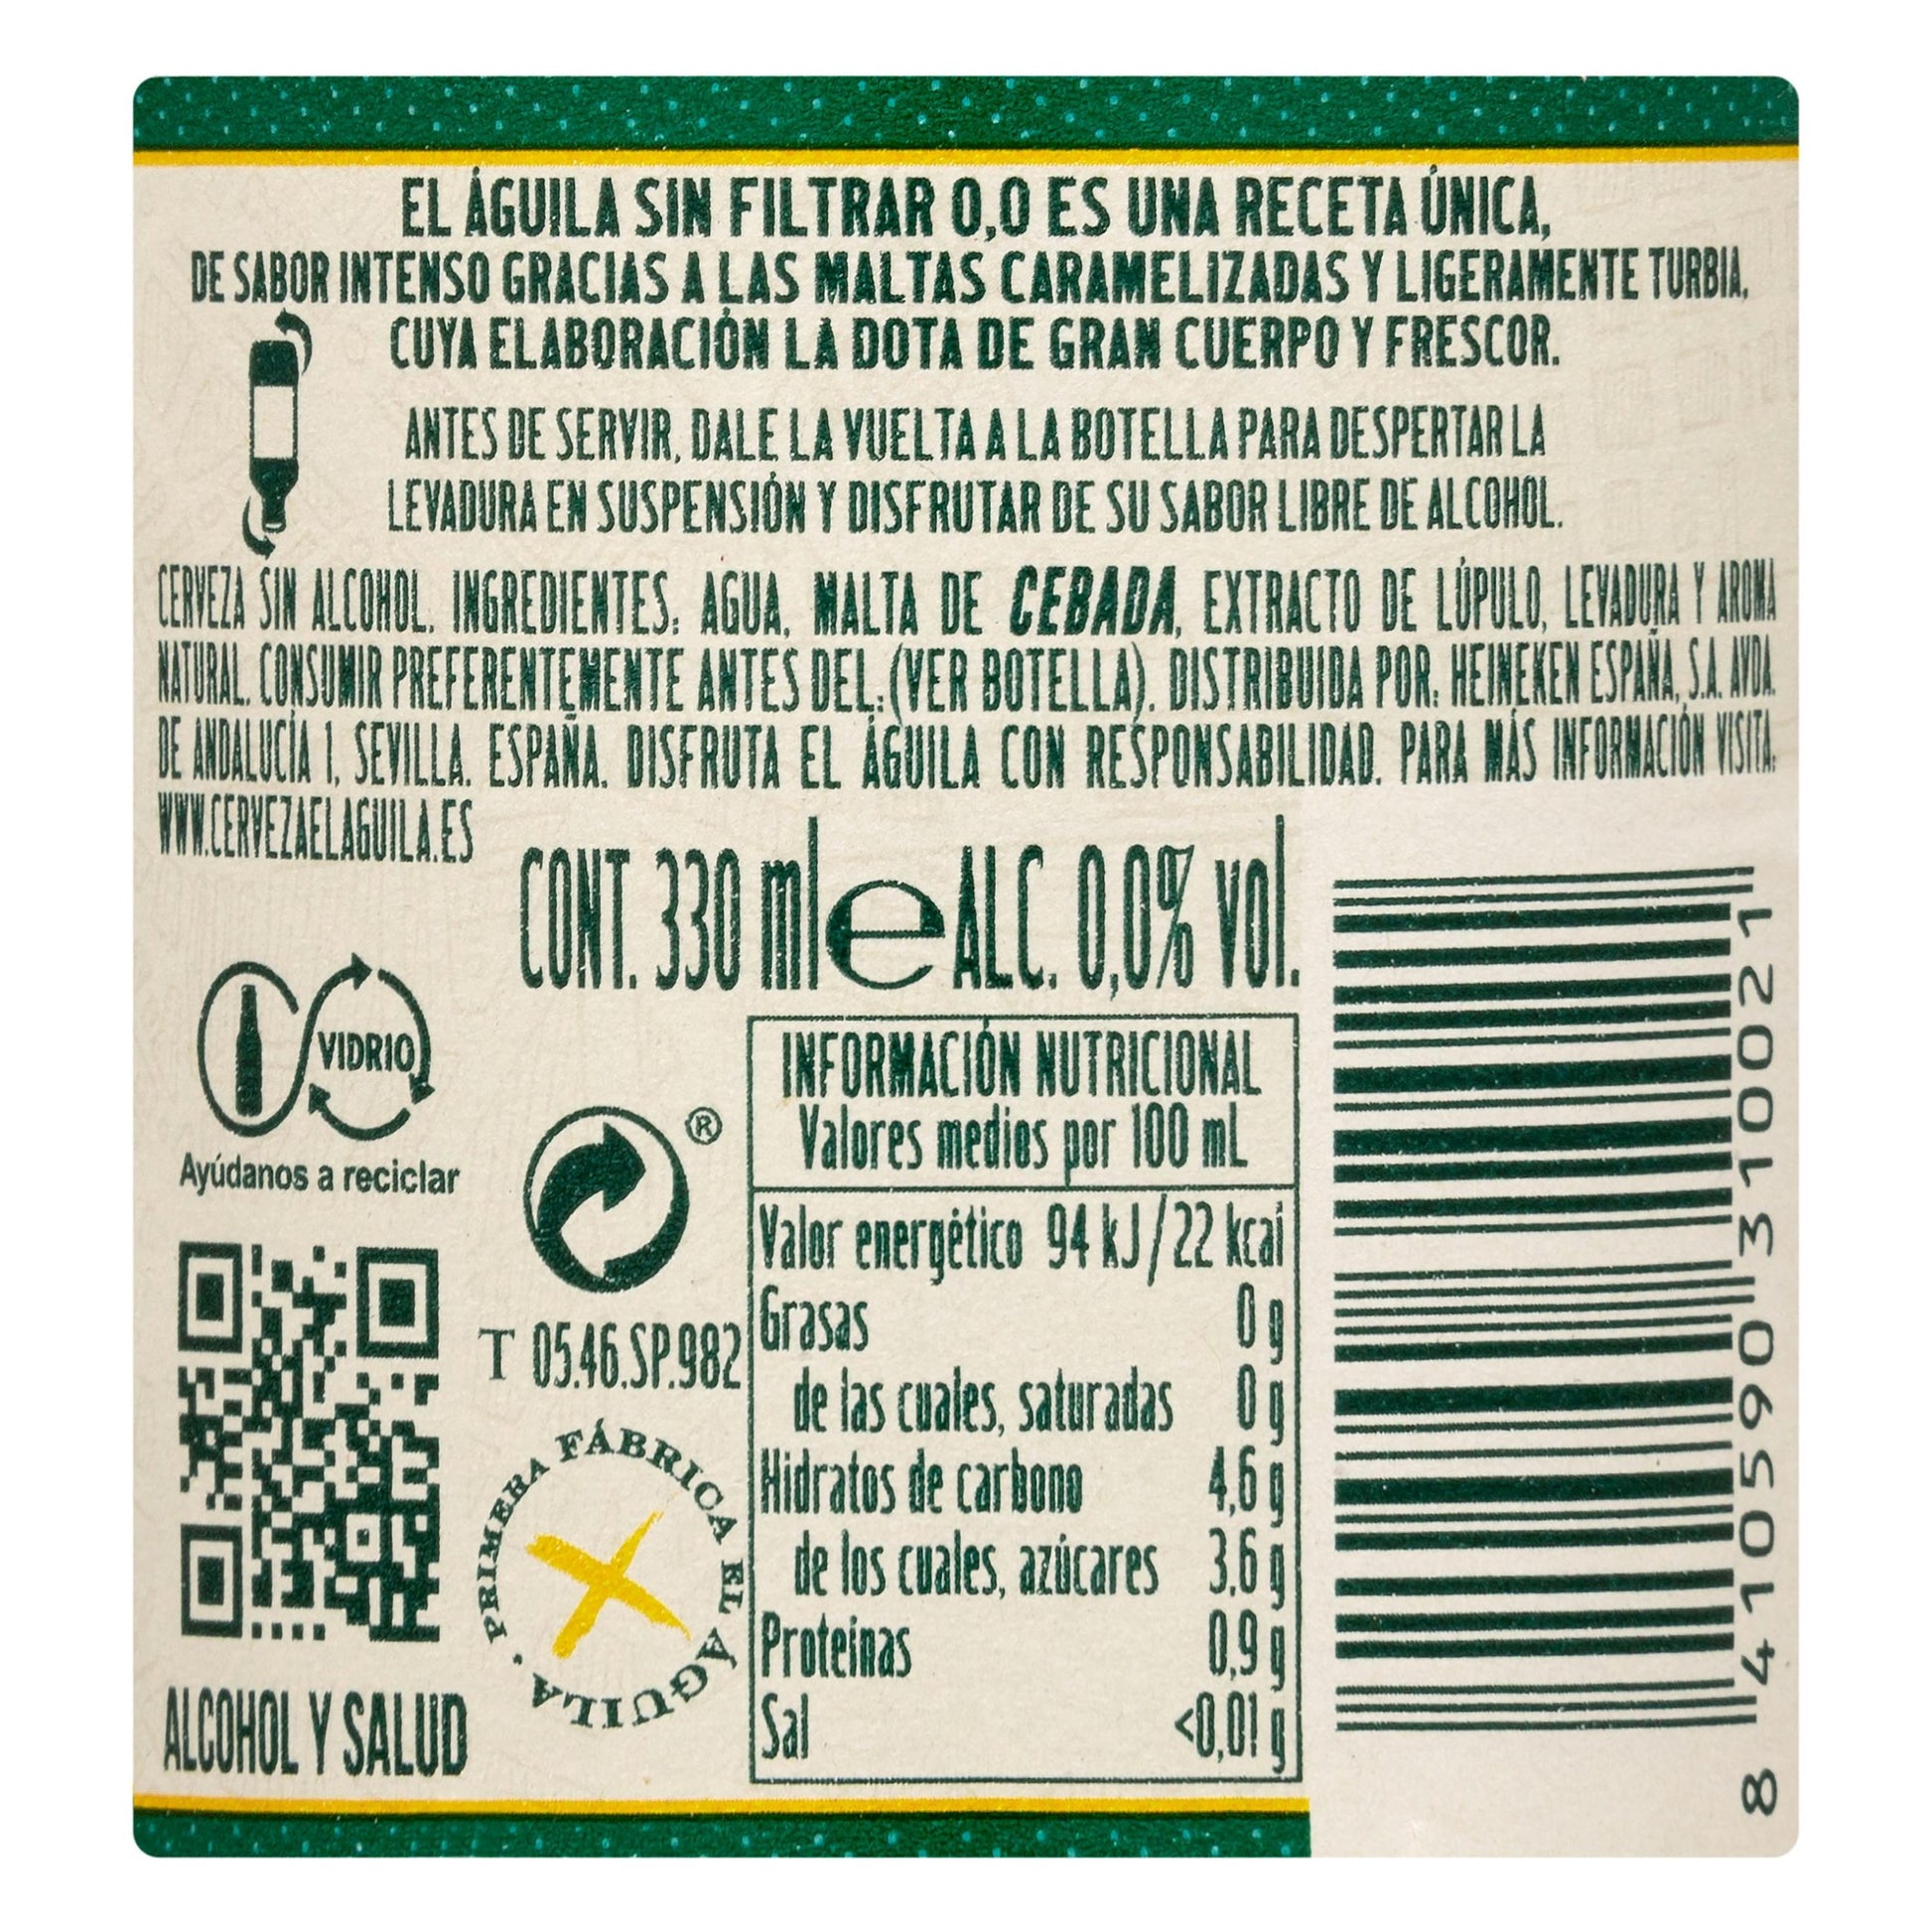 EL ÁGUILA SIN FILTRAR 0,0 ES UNA RECETA ÚNICA,
DE SABOR INTENSO GRACIAS A LAS MALTAS CARAMELIZADAS Y LIGERAMENTE TURBIA,
CUYA ELABORACIÓN LA DOTA DE GRAN CUERPO Y FRESCOR.
ANTES DE SERVIR, DALE LA VUELTA A LA BOTELLA PARA DESPERTAR LA
LEVADURA EN SUSPENSIÓN Y DISFRUTAR DE SU SABOR LIBRE DE ALCOHOL.
CERVEZA SIN ALCOHOL. INGREDIENTES: AGUA, MALTA DE CEBADA, EXTRACTO DE LÚPULO, LEVADURA Y AROMA
NATURAL. CONSUMIR PREFERENTEMENTE ANTES DEL:(VER BOTELLA). DISTRIBUIDA POR: HEINEKEN ESPAÑA, S.A. AVDA.
DE ANDALUCÍA 1, SEVILLA. ESPAÑA. DISFRUTA EL ÁGUILA CON RESPONSABILIDAD. PARA MÁS INFORMACIÓN VISITA:
WWW.CERVEZAELAGUILA.ES
CONT. 330 ml e ALC. 0,0% vol.
VIDRIO
Ayúdanos a reciclar
®
T 05.46.SP.982
PRIMERA FÁBRICA EL ÁGUILA .
ALCOHOL Y SALUD
INFORMACIÓN NUTRICIONAL
Valores medios por 100 mL
Valor energético 94 kJ/22 kcal
Grasas 0 g
de las cuales, saturadas 0 g
Hidratos de carbono 4,6 g
de los cuales, azúcares 3,6 g
Proteínas 0,9 g
Sal <0,01 g
8 410590 310021